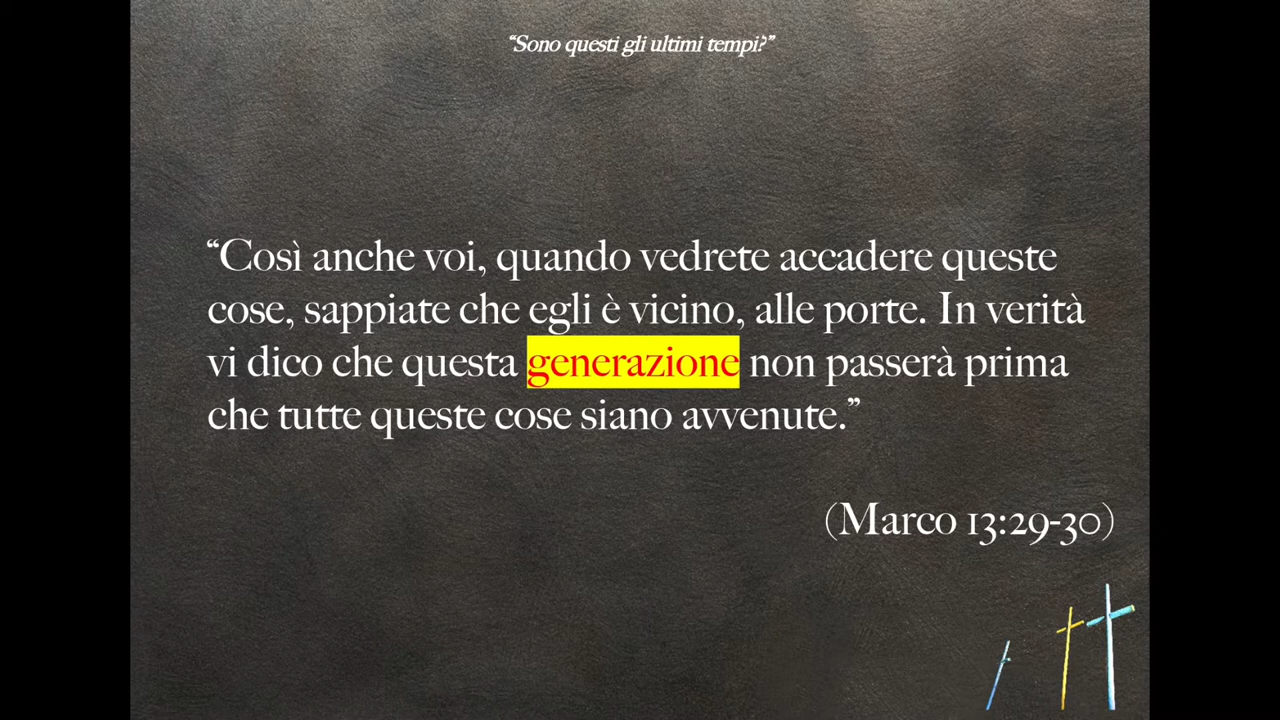 “Sono questi gli ultimi tempi?”
“Così anche voi, quando vedrete accadere queste
cose, sappiate che egli è vicino, alle porte. In verità
vi dico che questa generazione non passerà prima
che tutte queste cose siano avvenute.”
(Marco 13:29-30)